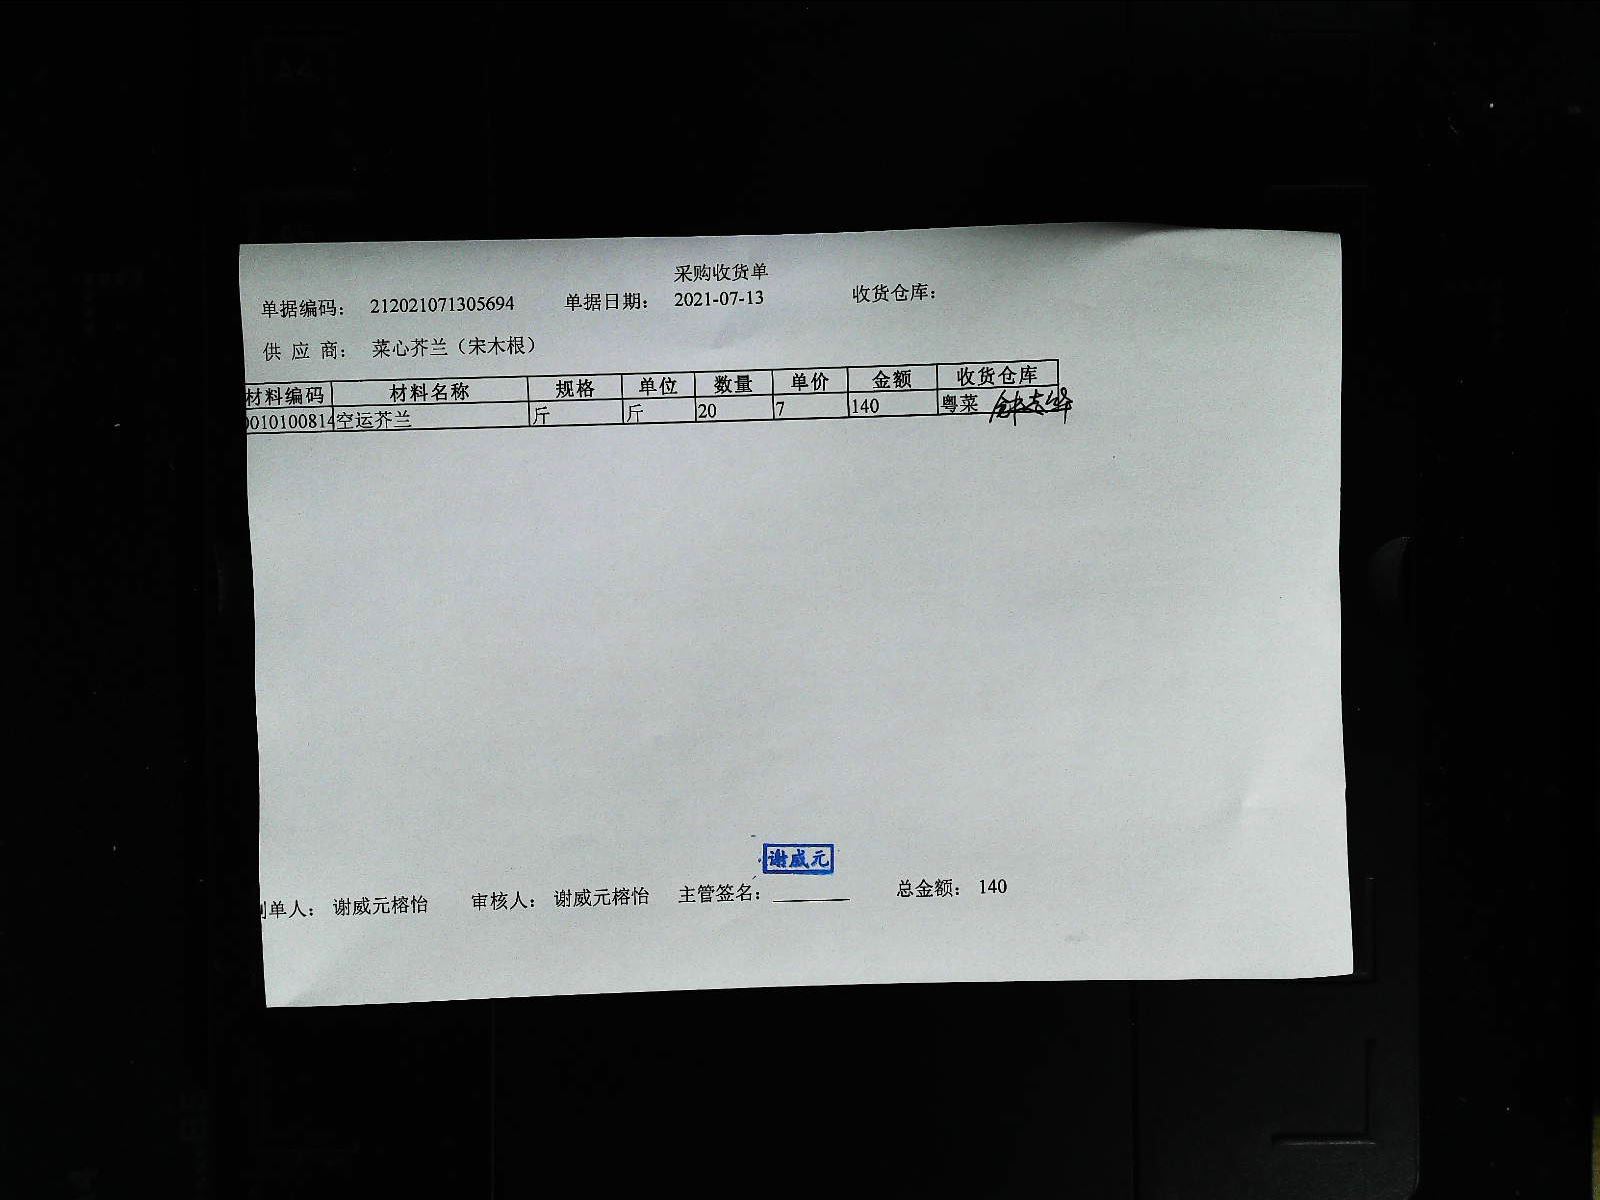 采购收货单
单据编码： 212021071305694 单据日期： 2021-07-13 收货仓库：
供 应 商： 菜心芥兰（宋木根）
材料编码 材料名称 规格 单位 数量 单价 金额 收货仓库
0010100814 空运芥兰 斤 斤 20 7 140 粤菜
谢威元
制单人： 谢威元榕怡 审核人： 谢威元榕怡 主管签名： 总金额： 140